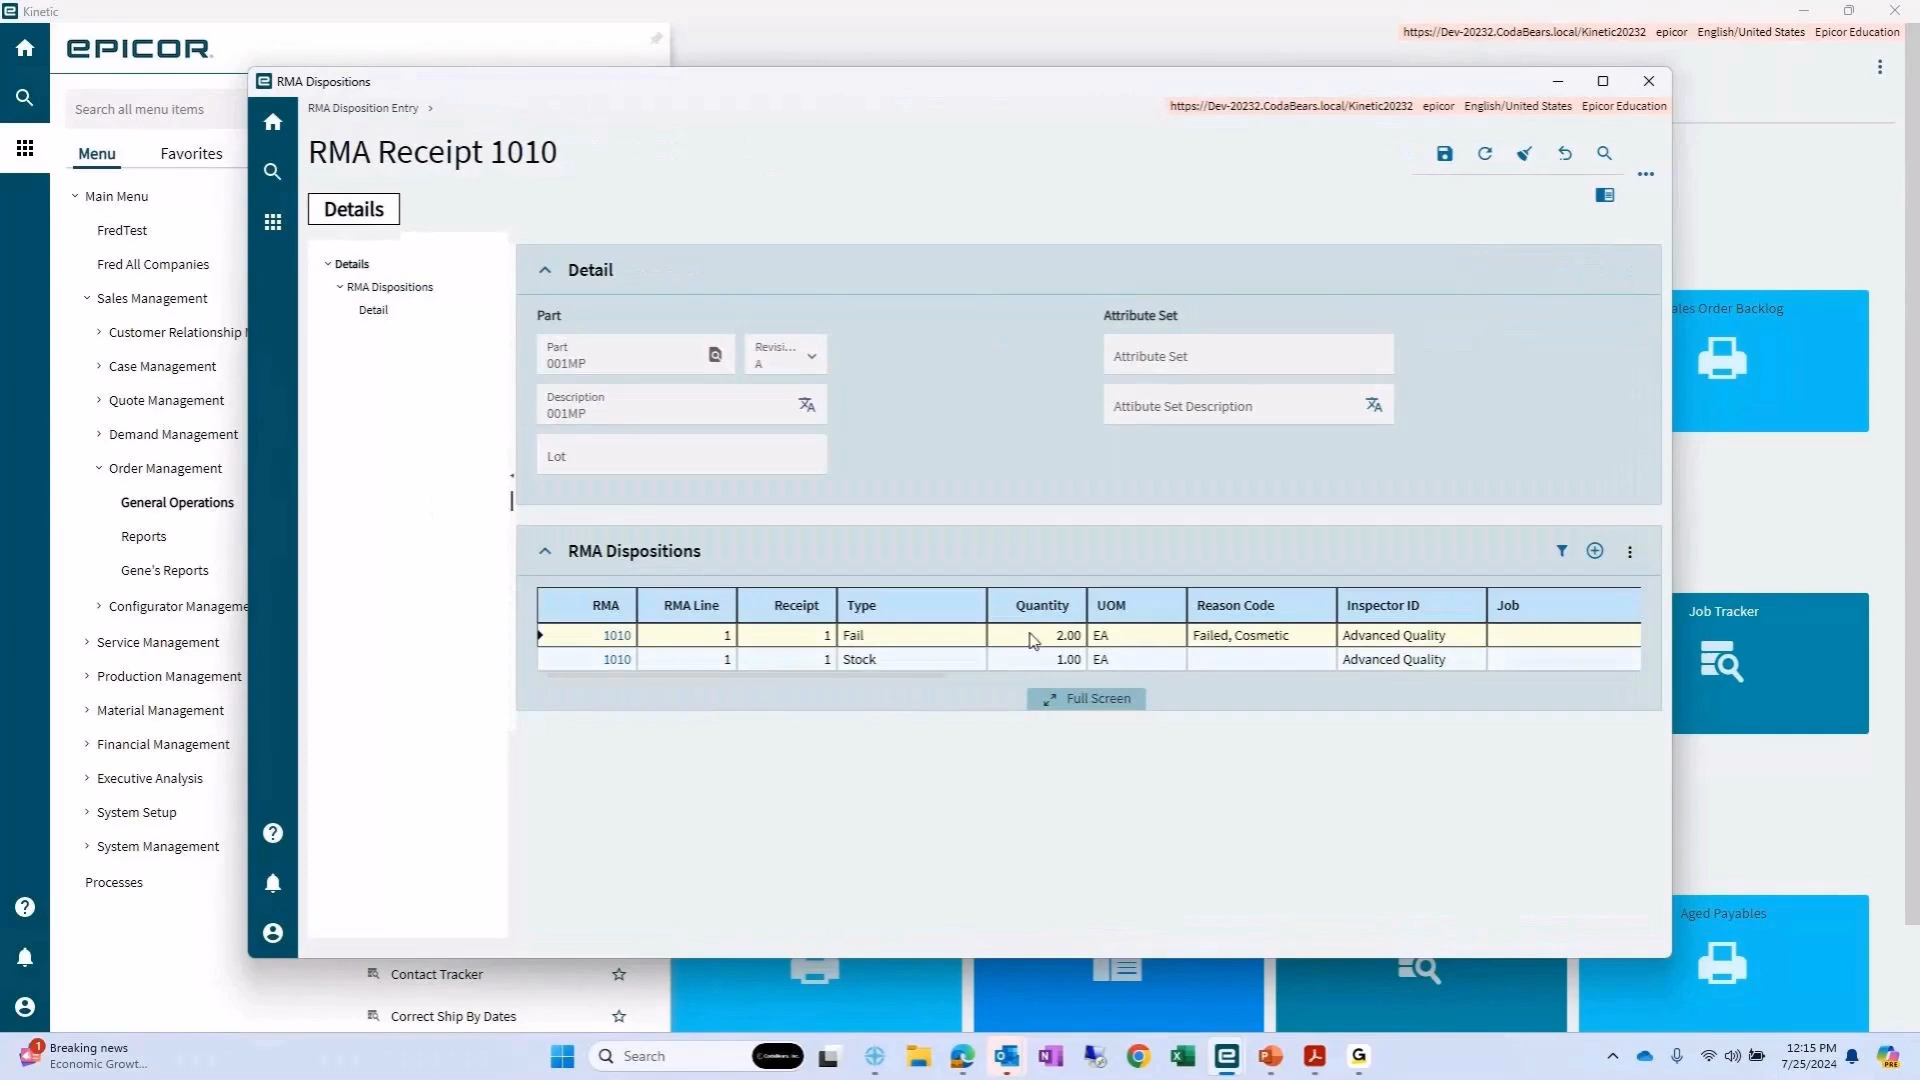 Kinetic
EPICOR
https://Dev-20232.CodaBears.local/Kinetic20232 epicor English/United States Epicor Education
Search all menu items
Menu Favorites
Main Menu
FredTest
Fred All Companies
Sales Management
Customer Relationship
Case Management
Quote Management
Demand Management
Order Management
General Operations
Reports
Gene's Reports
Configurator Manageme
Service Management
Production Management
Material Management
Financial Management
Executive Analysis
System Setup
System Management
Processes
RMA Dispositions
RMA Disposition Entry
https://Dev-20232.CodaBears.local/Kinetic20232 epicor English/United States Epicor Education
RMA Receipt 1010
Details
Details
RMA Dispositions
Detail
Detail
Part Attribute Set
Part
001MP
Revisi...
A
Attribute Set
Description
001MP
Attibute Set Description
Lot
RMA Dispositions
RMA RMA Line Receipt Type Quantity UOM Reason Code Inspector ID Job
1010 1 1 Fail 2.00 EA Failed, Cosmetic Advanced Quality
1010 1 1 Stock 1.00 EA Advanced Quality
Full Screen
ales Order Backlog
Job Tracker
Aged Payables
Contact Tracker
Correct Ship By Dates
1
Breaking news
Economic Growt...
Search
CodaBears, Inc.
12:15 PM
7/25/2024
PRE